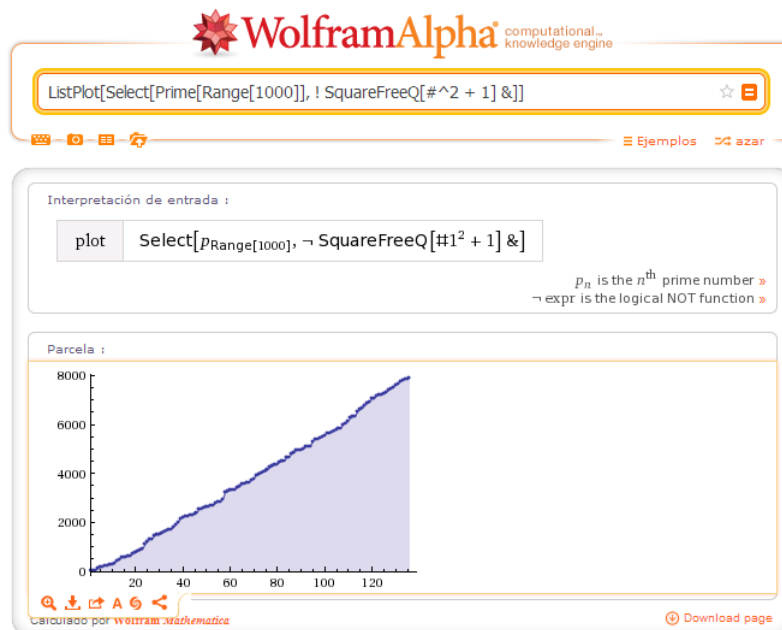 WolframAlpha computational... knowledge engine
ListPlot[Select[Prime[Range[1000]], ! SquareFreeQ[#^2 + 1] &]]
Ejemplos azar
Interpretación de entrada :
plot Select[p_Range[1000], ¬ SquareFreeQ[#1² + 1] &]
pₙ is the nᵗʰ prime number »
¬ expr is the logical NOT function »
Parcela :
8000
6000
4000
2000
0
20 40 60 80 100 120
A
Calculado por Wolfram Mathematica
Download page